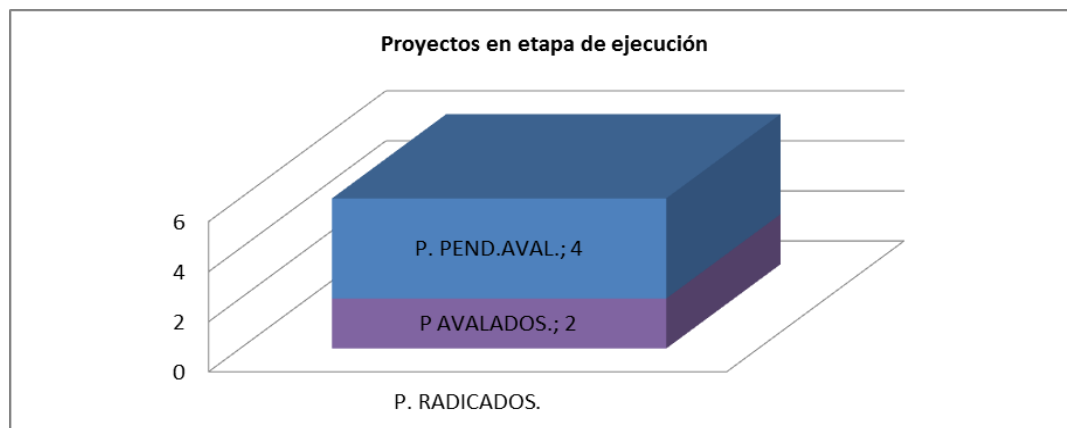 Proyectos en etapa de ejecución
6
4
2
0
P. PEND.AVAL.; 4
P AVALADOS.; 2
P. RADICADOS.